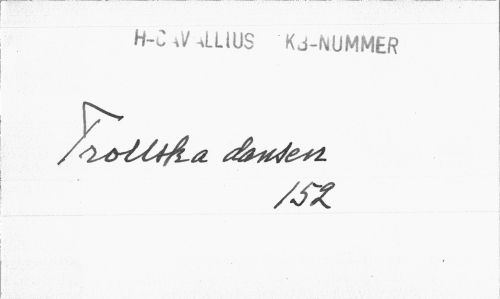 H-CAVALLIUS KB-NUMMER
Trollska dansen
152